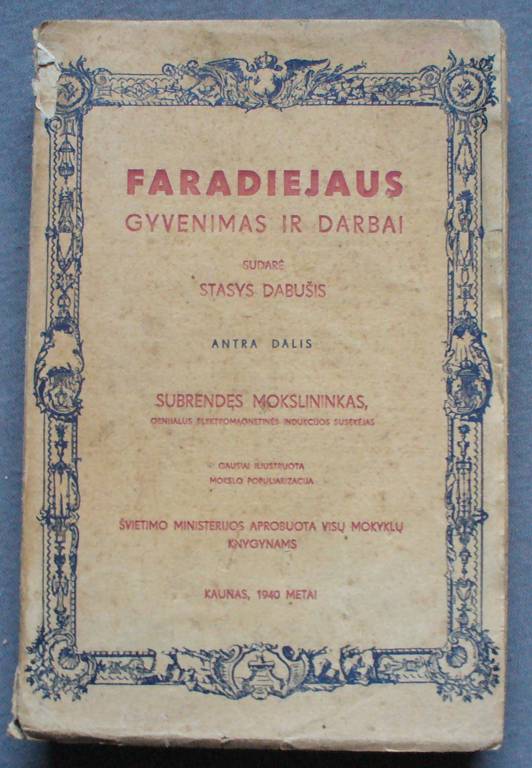 FARADIEJAUS
GYVENIMAS IR DARBAI
SUDARĖ
STASYS DABUŠIS
ANTRA DALIS
SUBRENDĘS MOKSLININKAS,
GENIJALUS ELEKTROMAGNETINĖS INDUKCIJOS SUSEKĖJAS
GAUSIAI ILIUSTRUOTA
MOKSLO POPULIARIZACIJA
ŠVIETIMO MINISTERIJOS APROBUOTA VISŲ MOKYKLŲ
KNYGYNAMS
KAUNAS, 1940 METAI